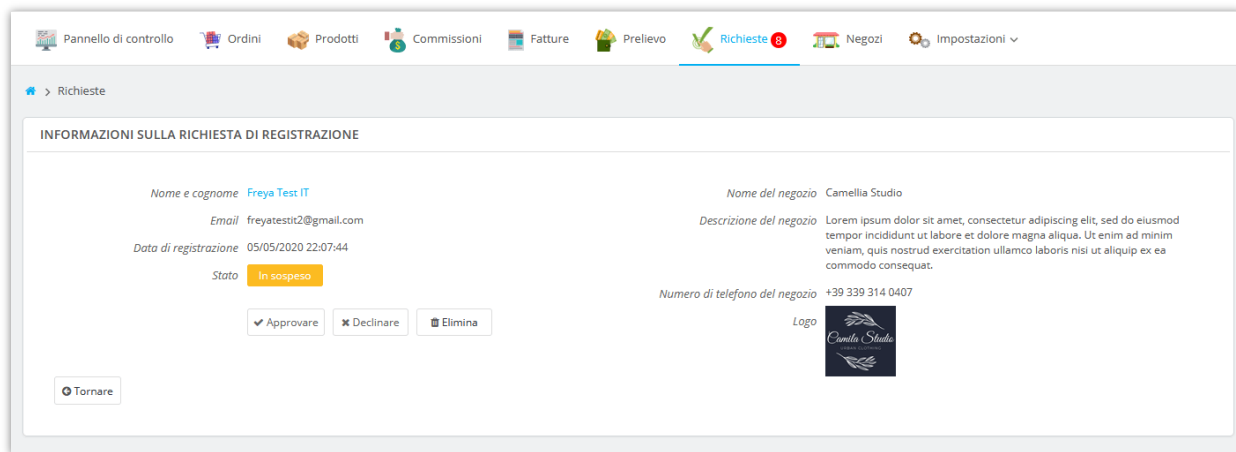 Pannello di controllo Ordini Prodotti Commissioni Fatture Prelievo Richieste 8 Negozi Impostazioni
> Richieste
INFORMAZIONI SULLA RICHIESTA DI REGISTRAZIONE
Nome e cognome Freya Test IT
Email freyatestit2@gmail.com
Data di registrazione 05/05/2020 22:07:44
Stato In sospeso
Approvare Declinare Elimina
Tornare
Nome del negozio Camellia Studio
Descrizione del negozio Lorem ipsum dolor sit amet, consectetur adipiscing elit, sed do eiusmod
tempor incididunt ut labore et dolore magna aliqua. Ut enim ad minim
veniam, quis nostrud exercitation ullamco laboris nisi ut aliquip ex ea
commodo consequat.
Numero di telefono del negozio +39 339 314 0407
Logo
Camila Studio
URBAN CLOTHING